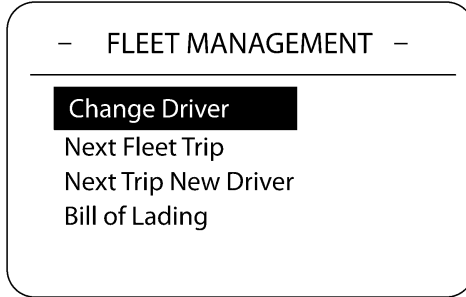 – FLEET MANAGEMENT –
Change Driver
Next Fleet Trip
Next Trip New Driver
Bill of Lading